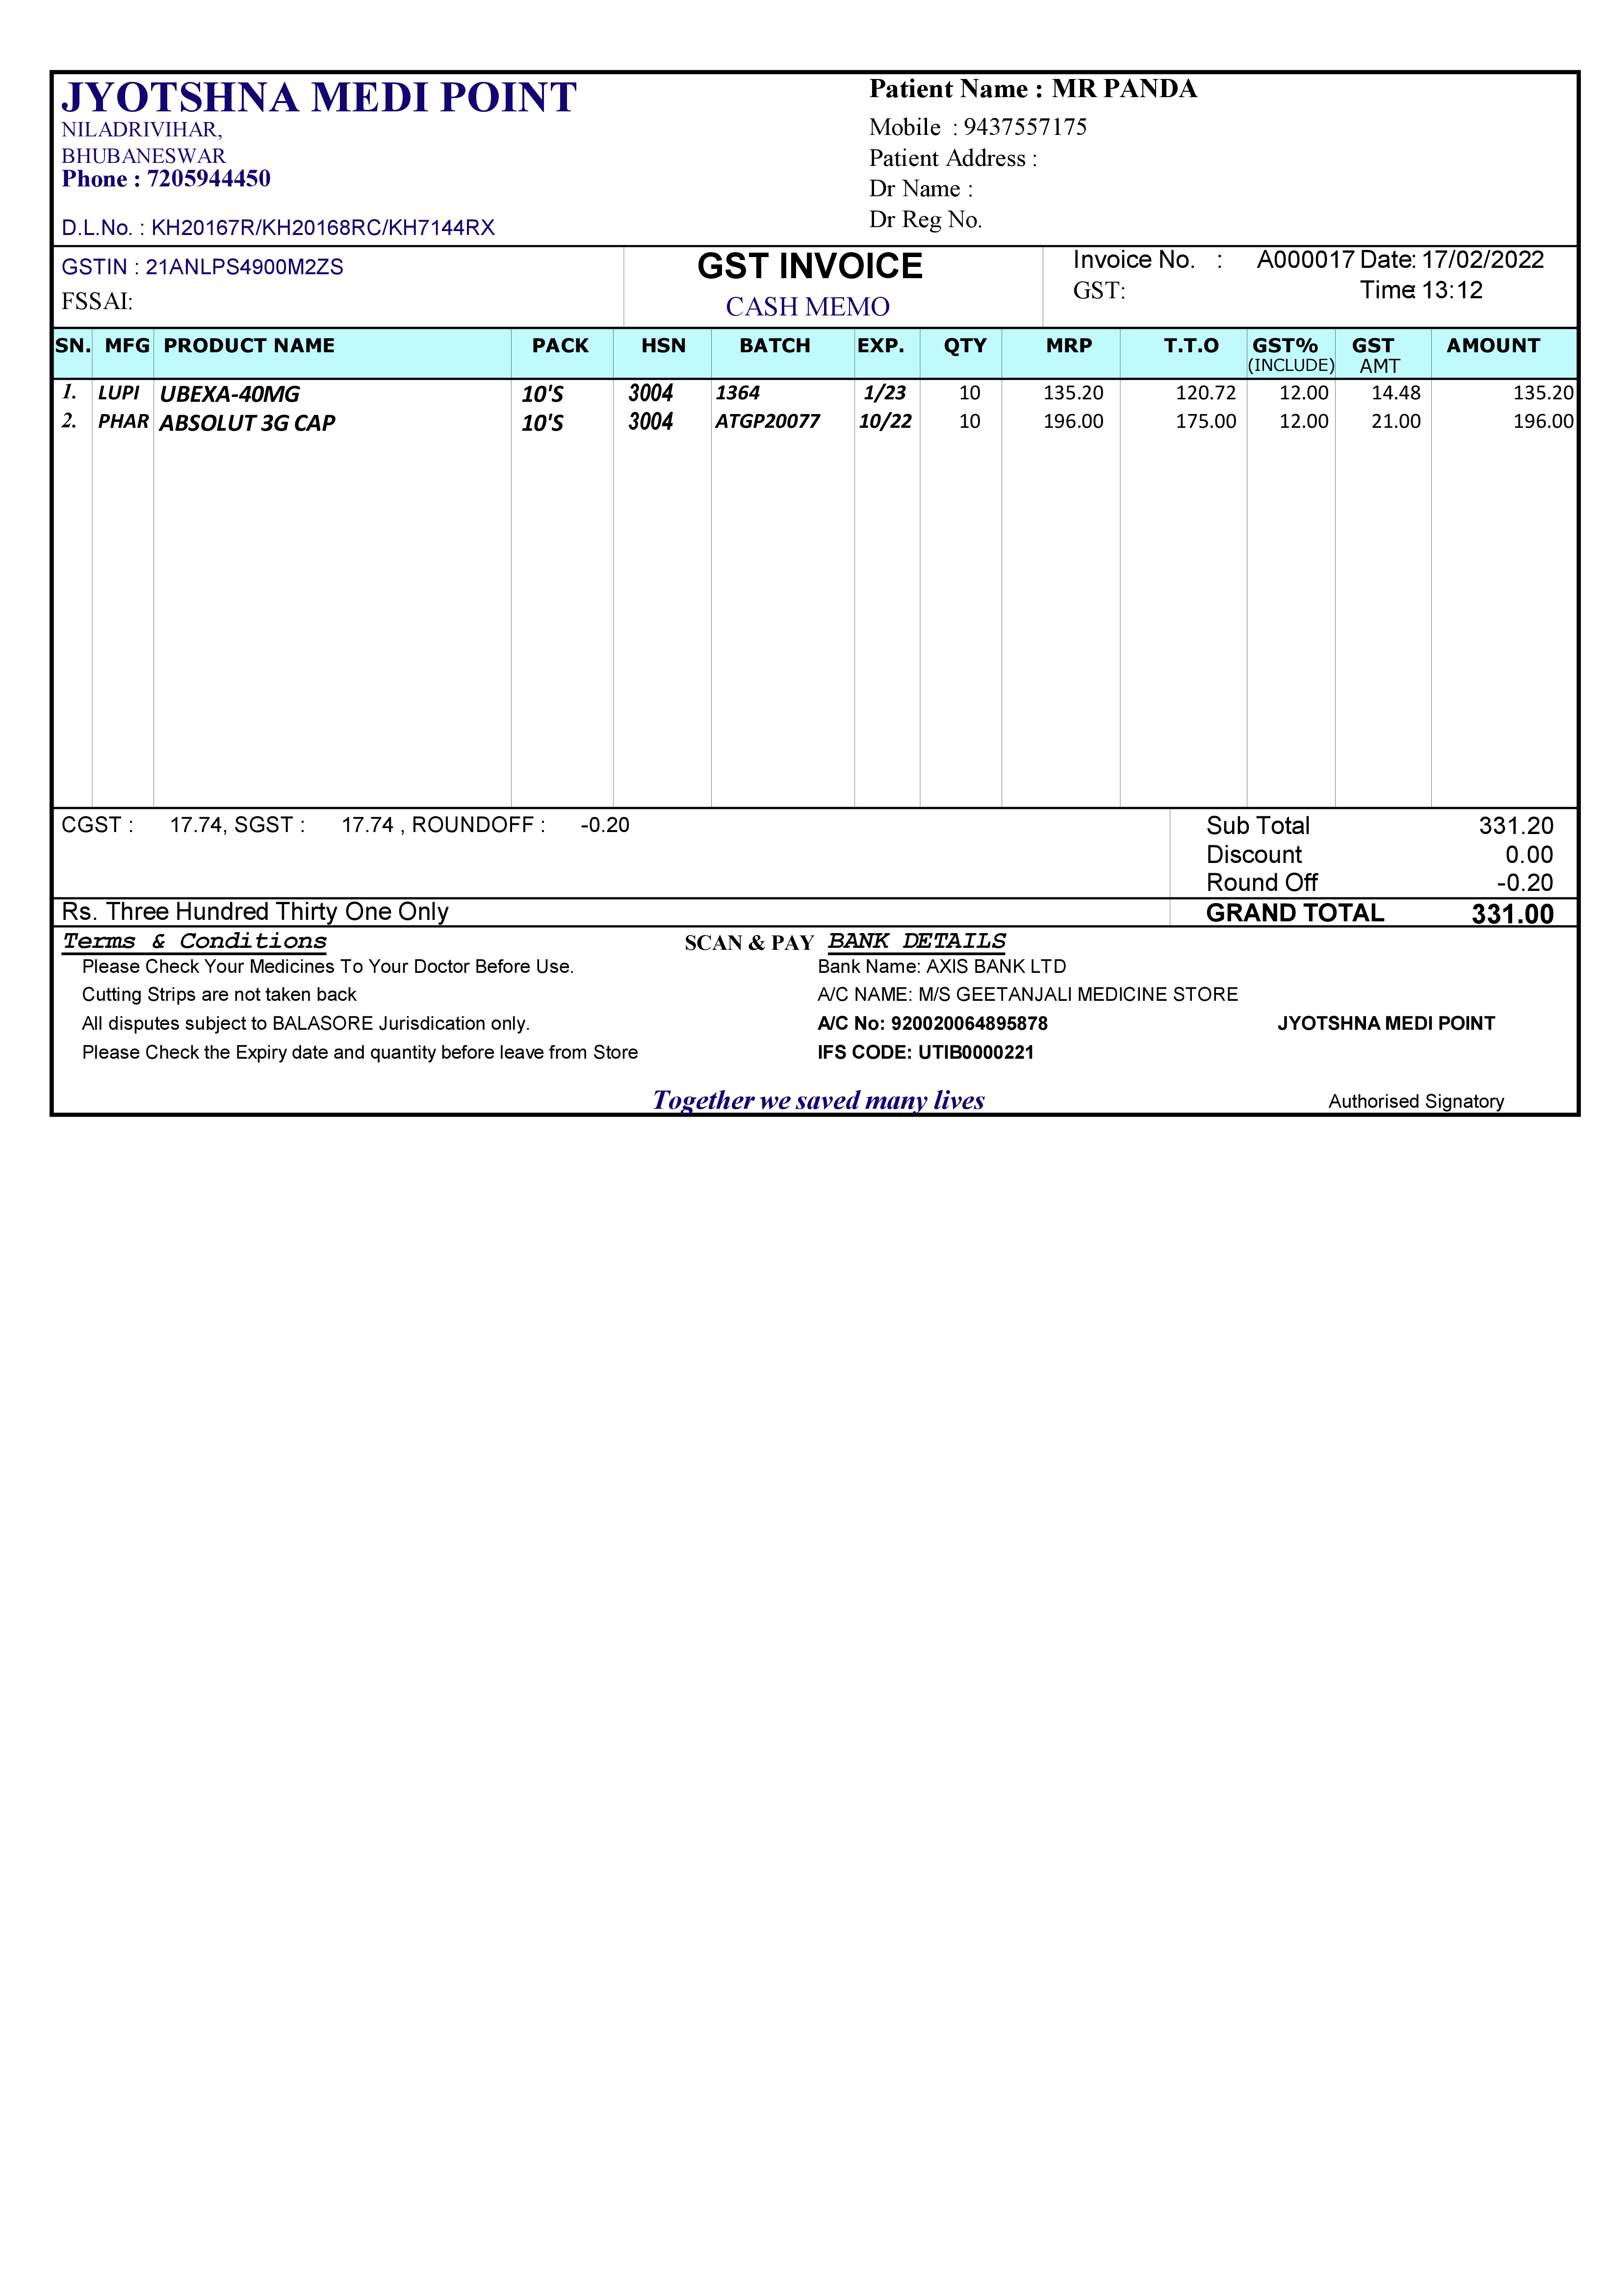 JYOTSHNA MEDI POINT
NILADRIVIHAR,
BHUBANESWAR
Phone : 7205944450
D.L.No. : KH20167R/KH20168RC/KH7144RX
Patient Name : MR PANDA
Mobile : 9437557175
Patient Address :
Dr Name :
Dr Reg No.
GSTIN : 21ANLPS4900M2ZS
FSSAI:
GST INVOICE
CASH MEMO
Invoice No. : A000017 Date: 17/02/2022
GST: Time: 13:12
SN. MFG PRODUCT NAME PACK HSN BATCH EXP. QTY MRP T.T.O GST% GST AMOUNT
(INCLUDE) AMT
1. LUPI UBEXA-40MG 10'S 3004 1364 1/23 10 135.20 120.72 12.00 14.48 135.20
2. PHAR ABSOLUT 3G CAP 10'S 3004 ATGP20077 10/22 10 196.00 175.00 12.00 21.00 196.00
CGST : 17.74, SGST : 17.74 , ROUNDOFF : -0.20
Sub Total 331.20
Discount 0.00
Round Off -0.20
Rs. Three Hundred Thirty One Only
GRAND TOTAL 331.00
Terms & Conditions
Please Check Your Medicines To Your Doctor Before Use.
Cutting Strips are not taken back
All disputes subject to BALASORE Jurisdication only.
Please Check the Expiry date and quantity before leave from Store
SCAN & PAY BANK DETAILS
Bank Name: AXIS BANK LTD
A/C NAME: M/S GEETANJALI MEDICINE STORE
A/C No: 920020064895878
IFS CODE: UTIB0000221
JYOTSHNA MEDI POINT
Together we saved many lives
Authorised Signatory